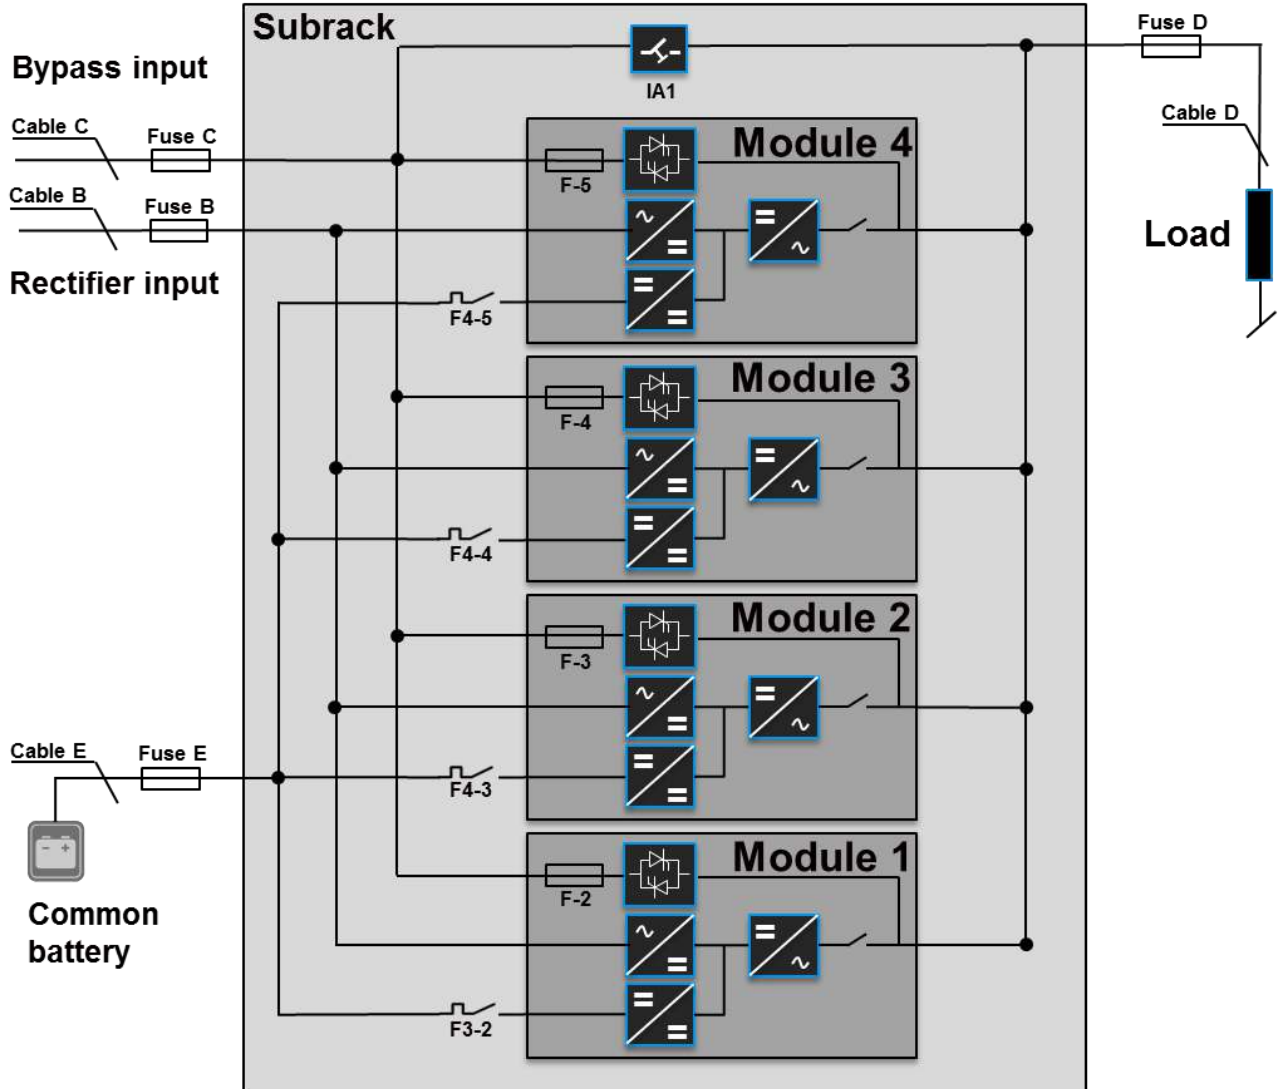 Subrack
Fuse D
Bypass input
IA1
Cable C
Fuse C
Cable D
Module 4
F-5
Cable B
Fuse B
Load
Rectifier input
F4-5
Module 3
F-4
F4-4
Module 2
F-3
Cable E
Fuse E
F4-3
Module 1
F-2
Common
battery
F3-2